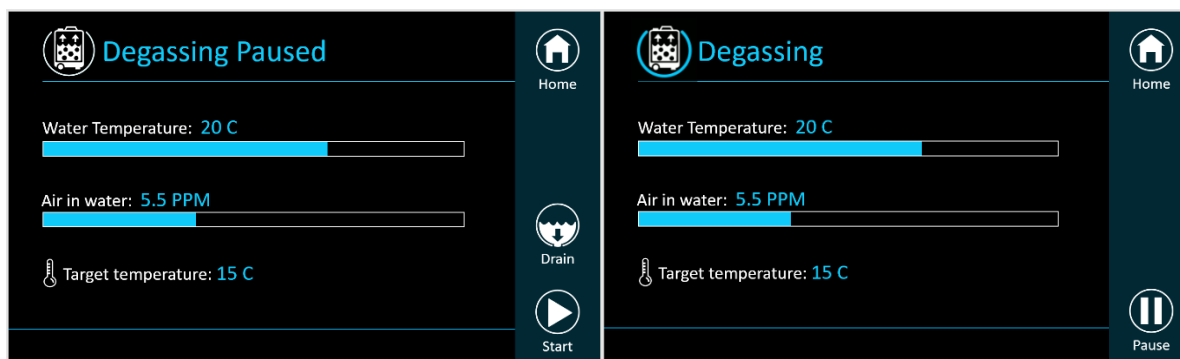 Degassing Paused
Home
Water Temperature: 20 C
Air in water: 5.5 PPM
Drain
Target temperature: 15 C
Start
Degassing
Home
Water Temperature: 20 C
Air in water: 5.5 PPM
Target temperature: 15 C
Pause